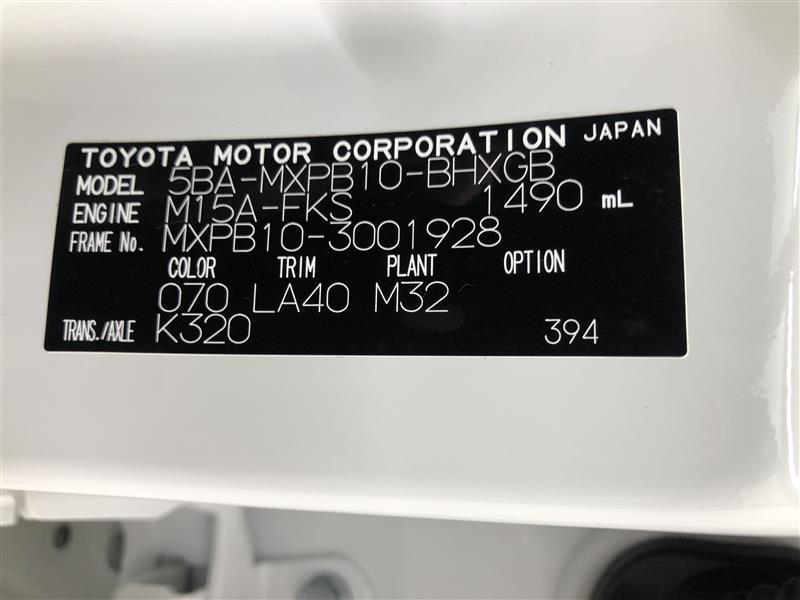 TOYOTA MOTOR CORPORATION JAPAN
MODEL 5BA-MXPB10-BHXGB
ENGINE M15A-FKS 1490 mL
FRAME No. MXPB10-3001928
COLOR TRIM PLANT OPTION
070 LA40 M32
TRANS./AXLE K320 394